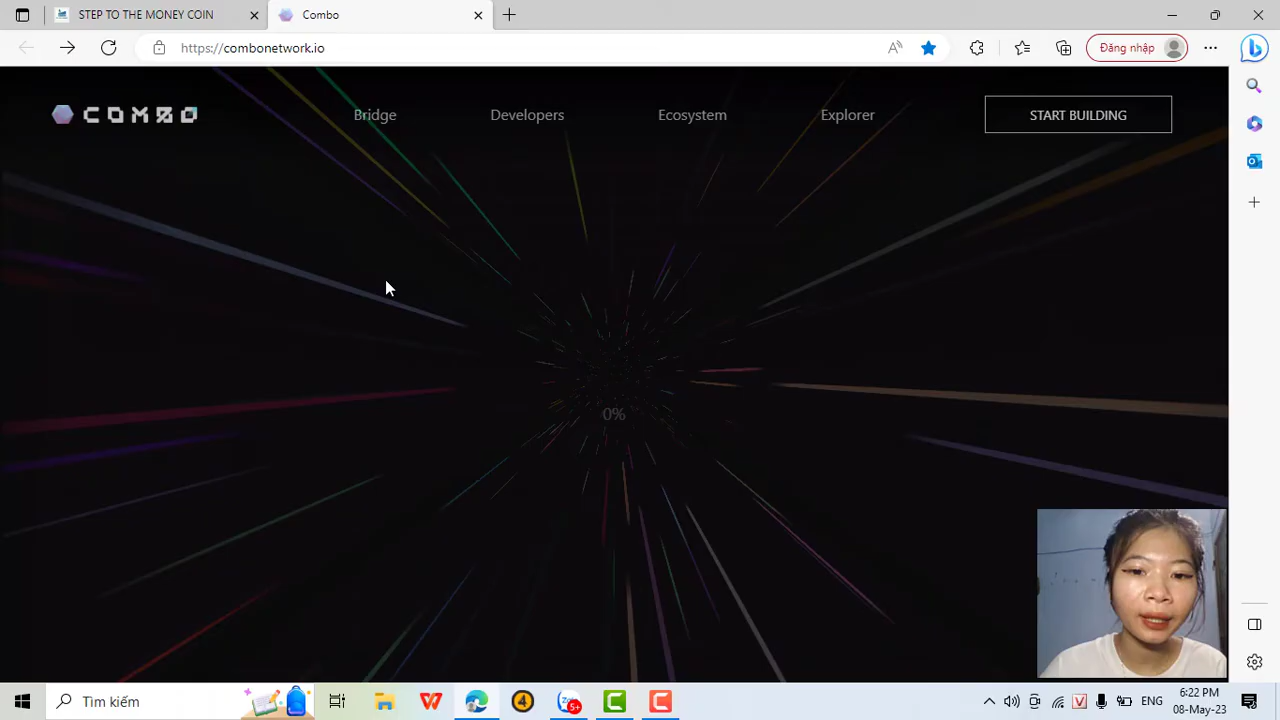 STEP TO THE MONEY COIN
Combo
https://combonetwork.io
Đăng nhập
COMBO
Bridge
Developers
Ecosystem
Explorer
START BUILDING
0%
Tìm kiếm
5+
ENG
6:22 PM
08-May-23